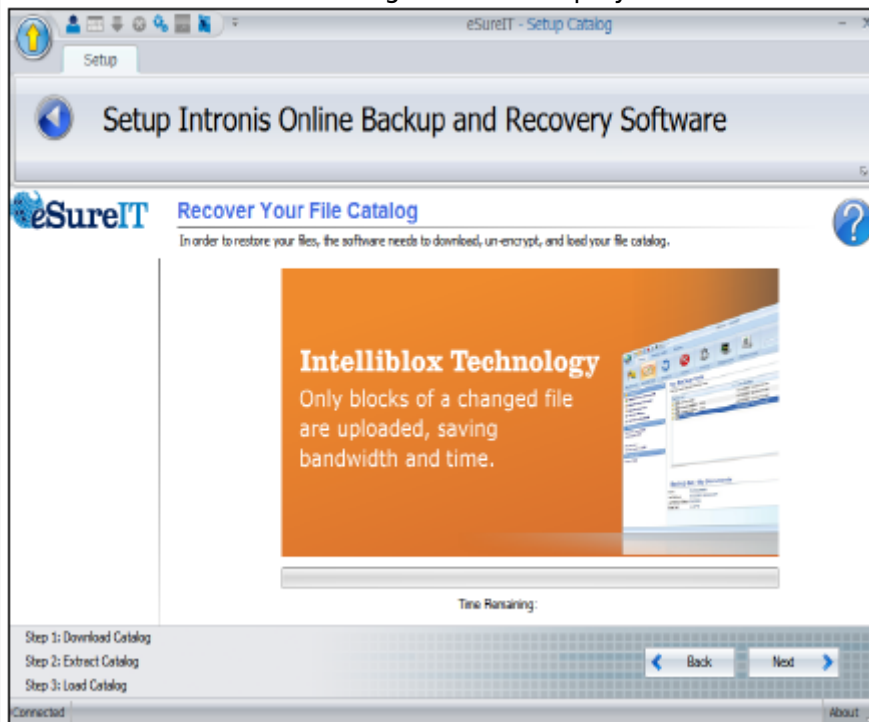 eSureIT - Setup Catalog
Setup
Setup Intronis Online Backup and Recovery Software
eSureIT
Recover Your File Catalog
In order to restore your files, the software needs to download, un-encrypt, and load your file catalog.
Intelliblox Technology
Only blocks of a changed file
are uploaded, saving
bandwidth and time.
Time Remaining:
Step 1: Download Catalog
Step 2: Extract Catalog
Step 3: Load Catalog
Back
Next
Connected
About